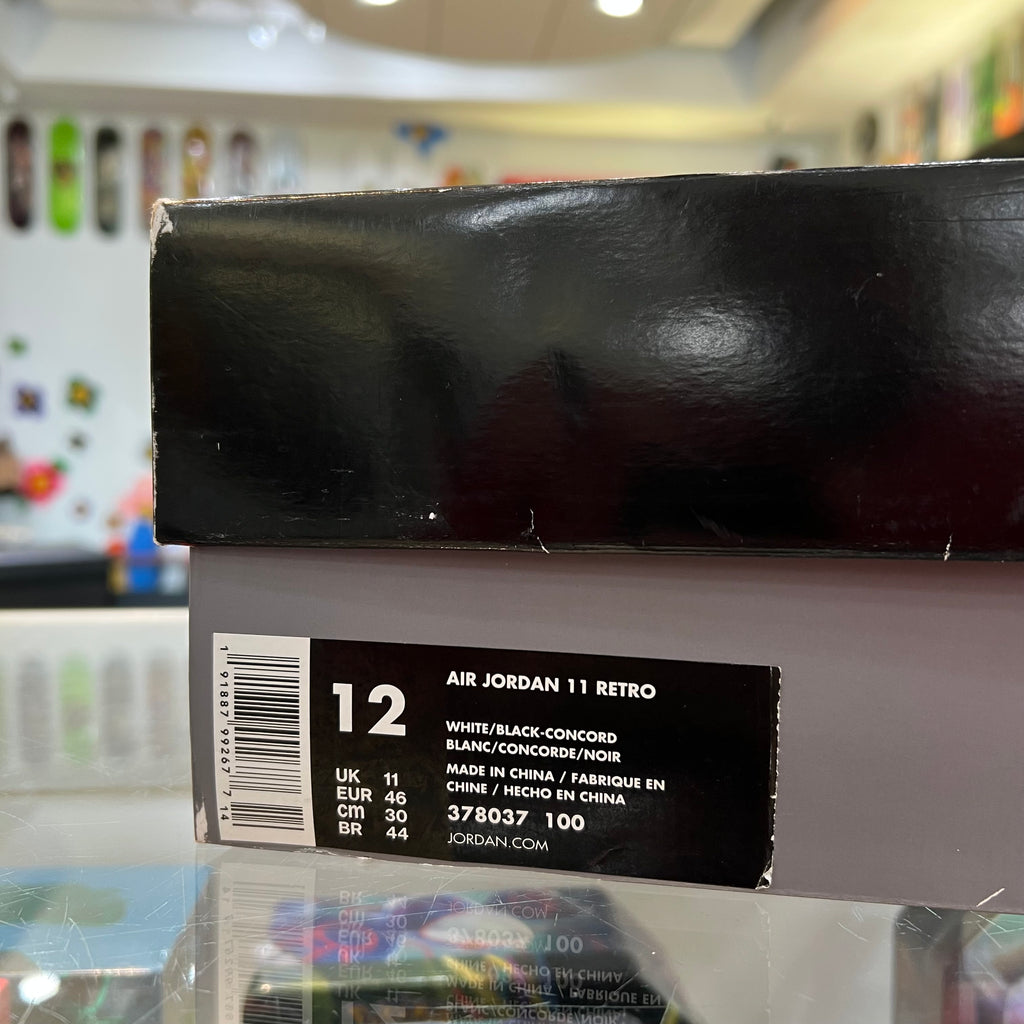 1 91887 99267 7 14
12
AIR JORDAN 11 RETRO
WHITE/BLACK-CONCORD
BLANC/CONCORDE/NOIR
MADE IN CHINA / FABRIQUE EN
CHINE / HECHO EN CHINA
378037 100
JORDAN.COM
UK 11
EUR 46
cm 30
BR 44